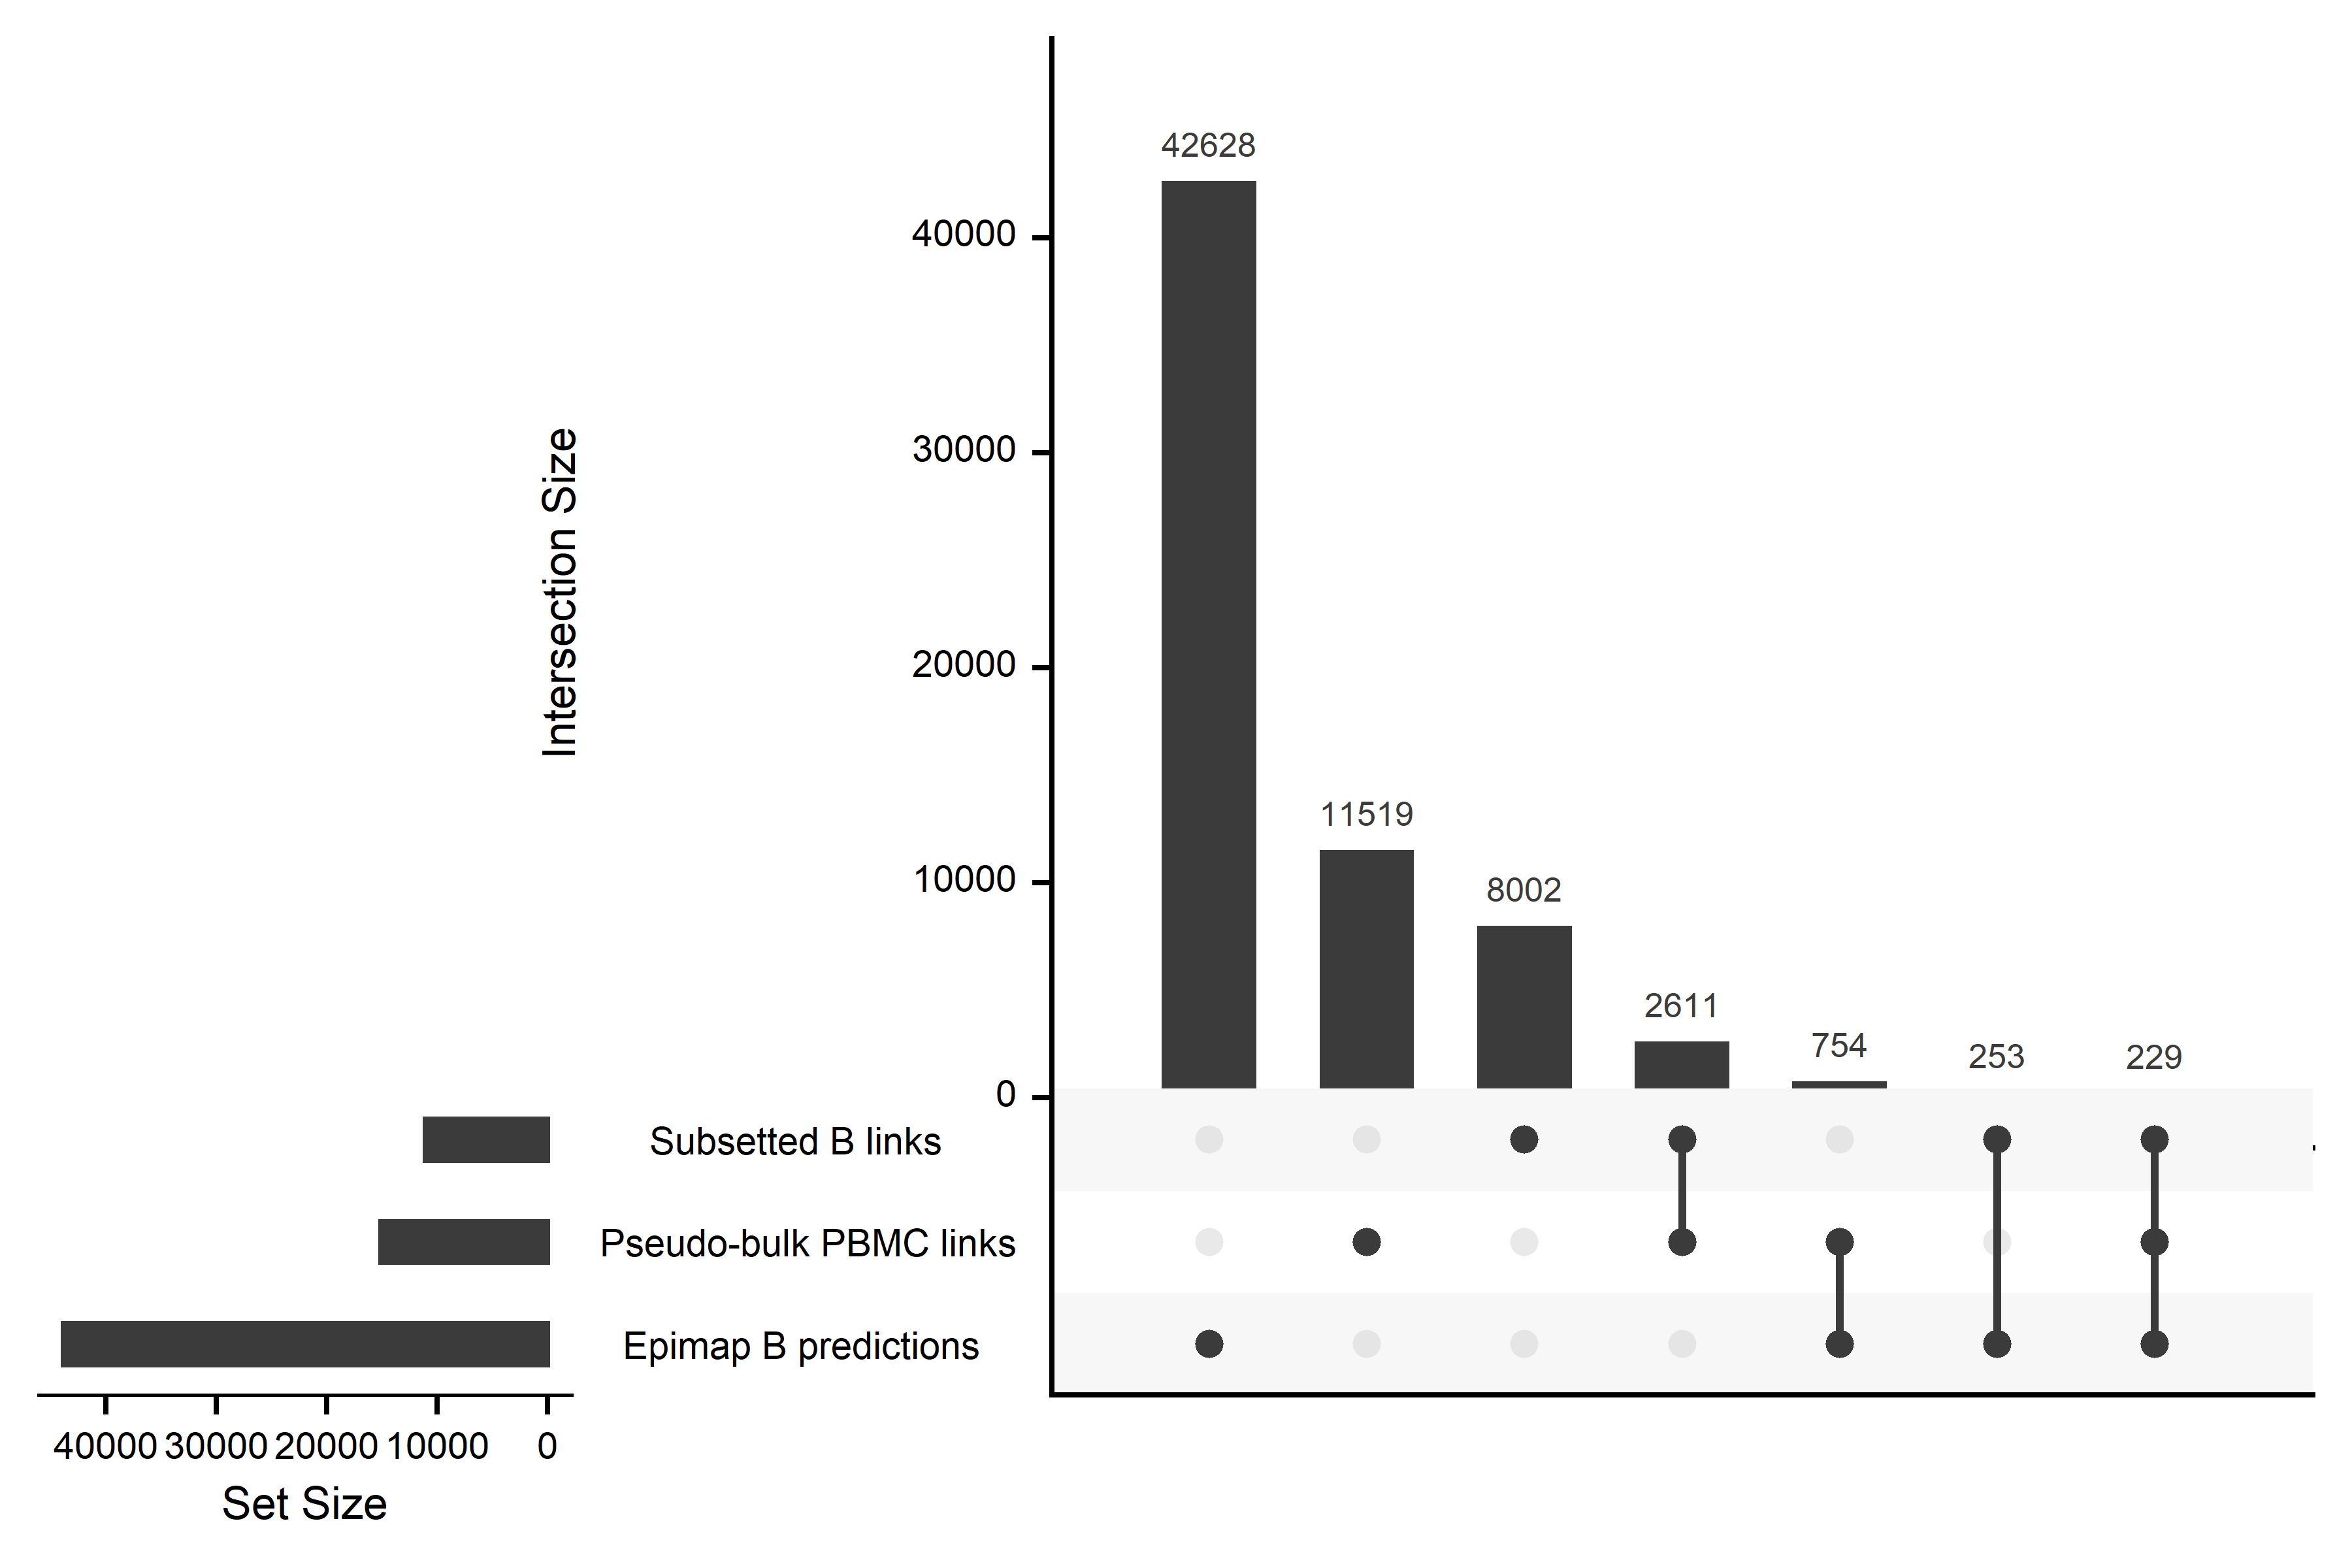 Intersection Size
40000
30000
20000
10000
0
42628
11519
8002
2611
754
253
229
Subsetted B links
Pseudo-bulk PBMC links
Epimap B predictions
40000 30000 20000 10000 0
Set Size